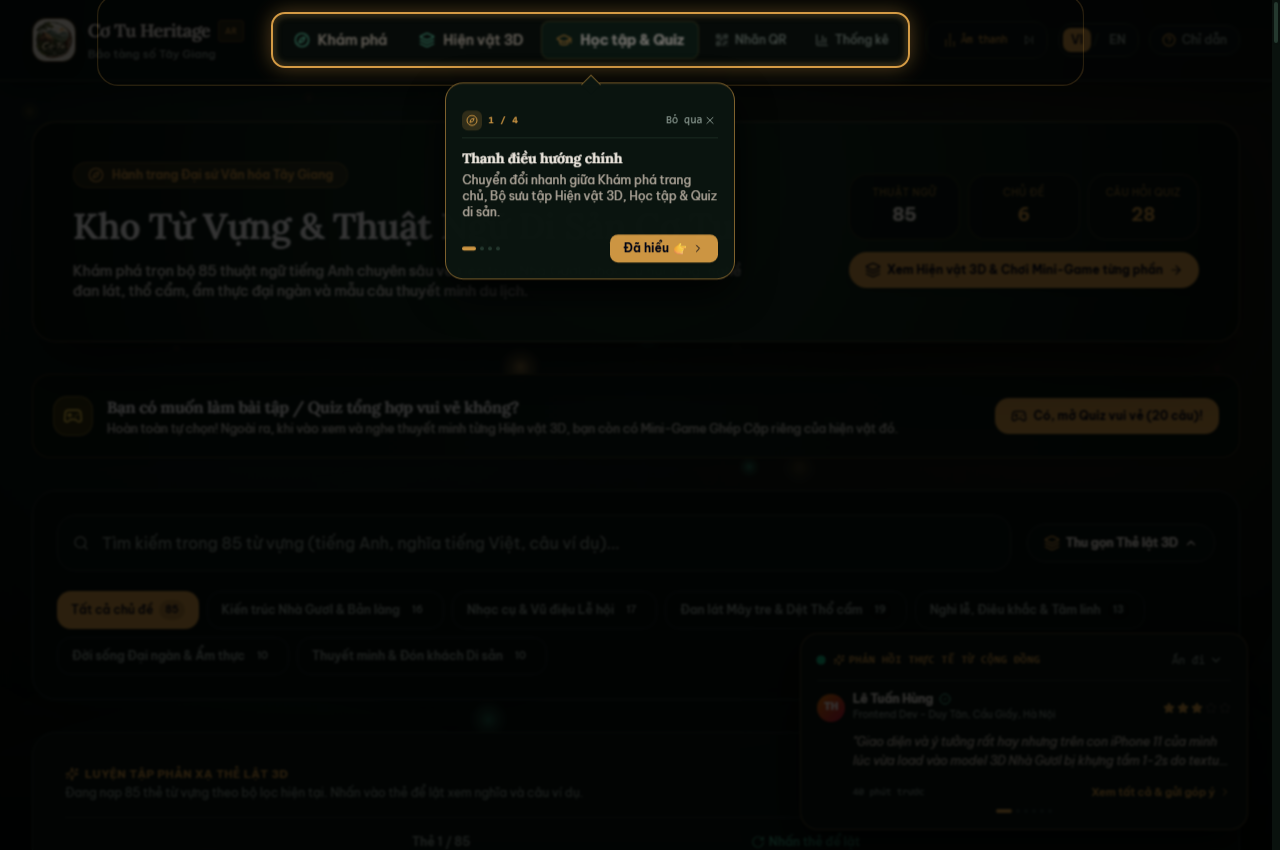 Cơ Tu Heritage
Bảo tàng số Tây Giang
Khám phá
Hiện vật 3D
Học tập & Quiz
Nhãn QR
Thống kê
Âm thanh
VI
EN
Chỉ dẫn
1 / 4
Bỏ qua
Thanh điều hướng chính
Chuyển đổi nhanh giữa Khám phá trang
chủ, Bộ sưu tập Hiện vật 3D, Học tập & Quiz
di sản.
Đã hiểu 👉
Hành trang Đại sứ Văn hóa Tây Giang
Kho Từ Vựng & Thuật
Khám phá trọn bộ 85 thuật ngữ tiếng Anh chuyên sâu
đan lát, thổ cẩm, ẩm thực đại ngàn và mẫu câu thuyết minh du lịch.
THUẬT NGỮ
85
CHỦ ĐỀ
6
CÂU HỎI QUIZ
28
Xem Hiện vật 3D & Chơi Mini-Game từng phần
Bạn có muốn làm bài tập / Quiz tổng hợp vui vẻ không?
Hoàn toàn tự chọn! Ngoài ra, khi vào xem và nghe thuyết minh từng Hiện vật 3D, bạn còn có Mini-Game Ghép Cặp riêng của hiện vật đó.
Có, mở Quiz vui vẻ (20 câu)!
Tìm kiếm trong 85 từ vựng (tiếng Anh, nghĩa tiếng Việt, câu ví dụ)...
Thu gọn Thẻ lật 3D
Tất cả chủ đề 85
Kiến trúc Nhà Gươl & Bản làng 16
Nhạc cụ & Vũ điệu Lễ hội 17
Đan lát Mây tre & Dệt Thổ cẩm 19
Nghi lễ, Điêu khắc & Tâm linh 13
Đời sống Đại ngàn & Ẩm thực 10
Thuyết minh & Đón khách Di sản 10
PHẢN HỒI THỰC TẾ TỪ CỘNG ĐỒNG
Ẩn đi
TH
Lê Tuấn Hùng
Frontend Dev - Duy Tân, Cầu Giấy, Hà Nội
"Giao diện và ý tưởng rất hay nhưng trên con iPhone 11 của mình
lúc vừa load vào model 3D Nhà Gươl bị khựng tầm 1-2s do textu...
phút trước
Xem tất cả & gửi góp ý
LUYỆN TẬP PHẢN XẠ THẺ LẬT 3D
Đang nạp 85 thẻ từ vựng theo bộ lọc hiện tại. Nhấn vào thẻ để lật xem nghĩa và câu ví dụ.
Thẻ 1 / 85
Nhấn thẻ để lật